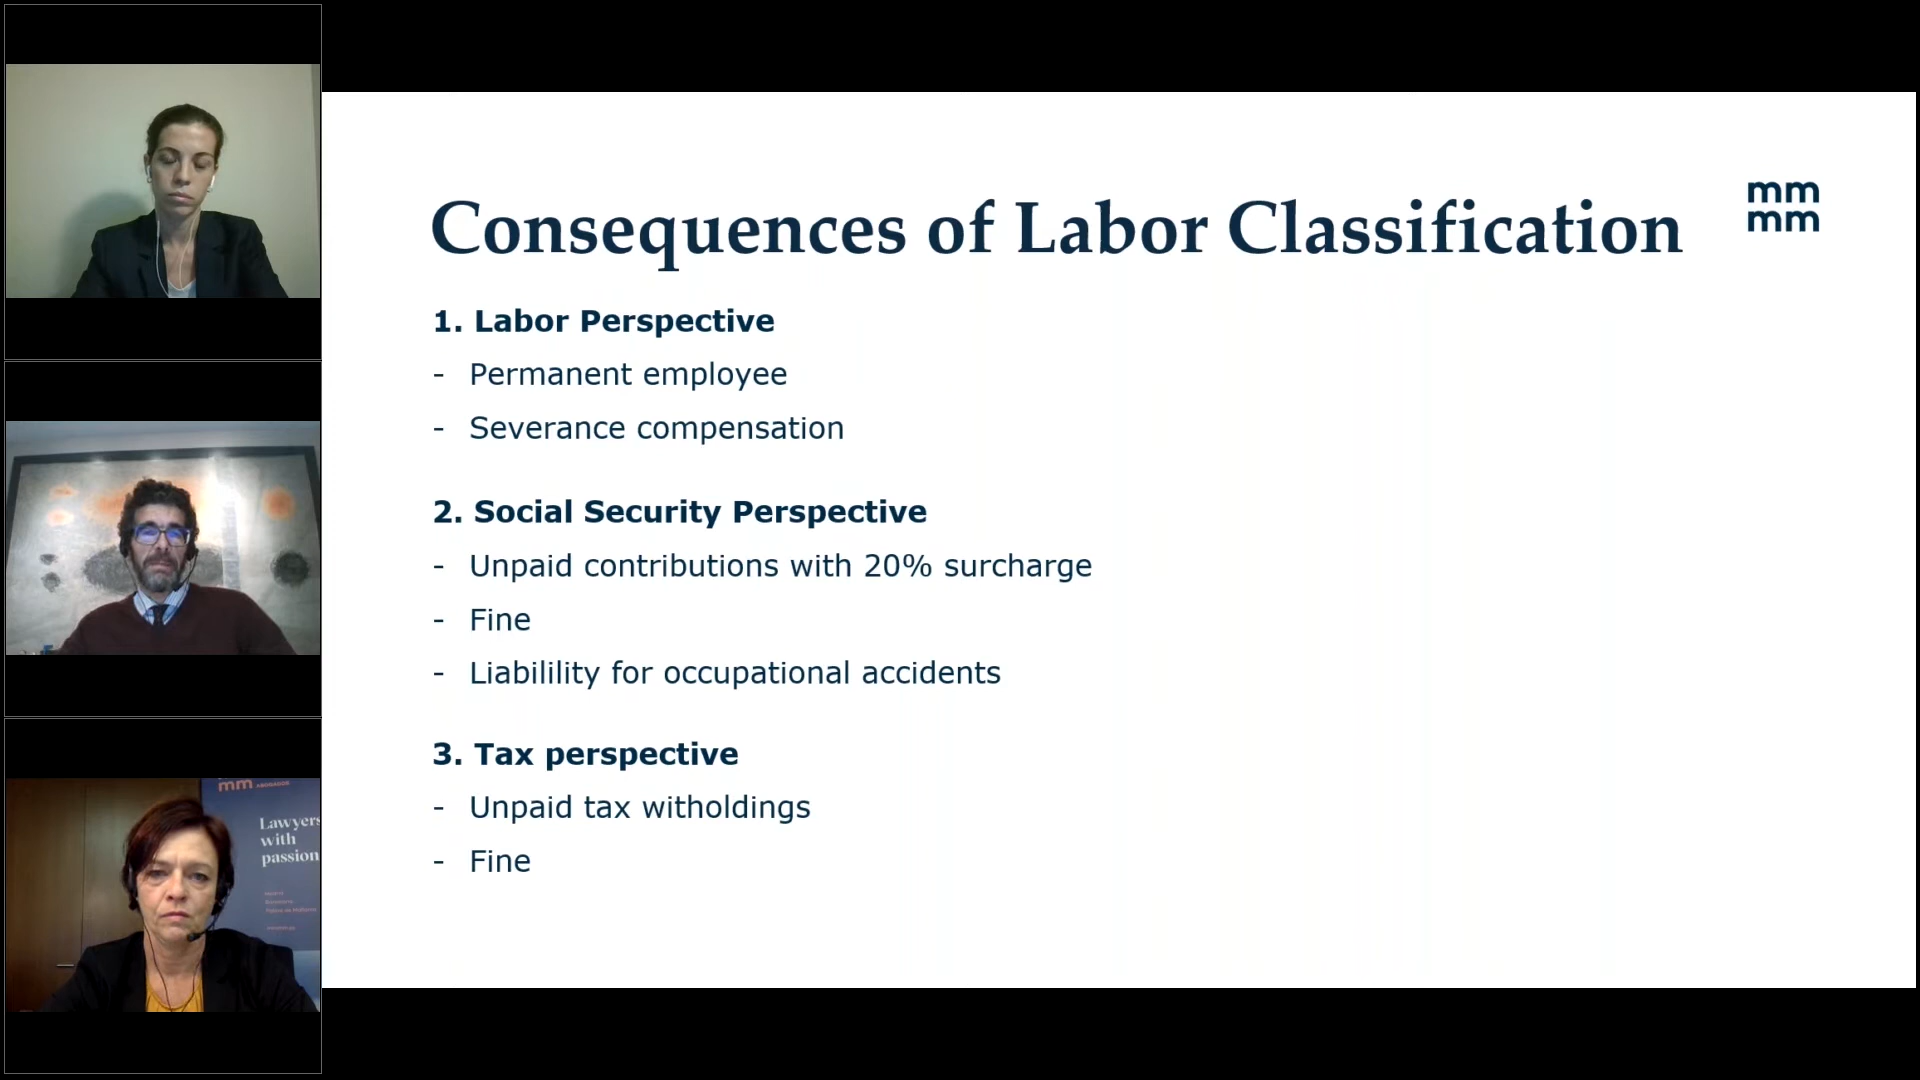 mm
mm
Consequences of Labor Classification
1. Labor Perspective
- Permanent employee
- Severance compensation
2. Social Security Perspective
- Unpaid contributions with 20% surcharge
- Fine
- Liabilility for occupational accidents
3. Tax perspective
- Unpaid tax witholdings
- Fine
mm
Lawyers
with
passion